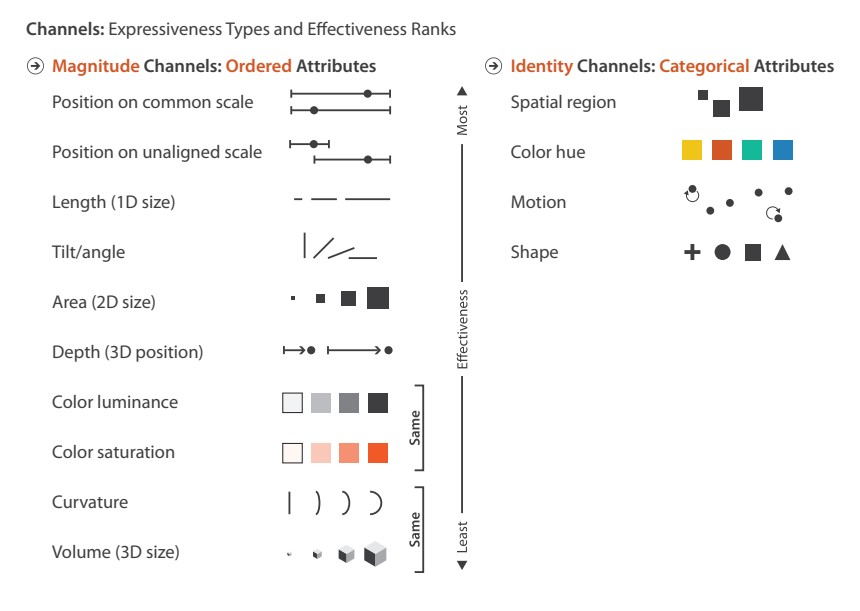 Channels: Expressiveness Types and Effectiveness Ranks
Magnitude Channels: Ordered Attributes
Position on common scale
Position on unaligned scale
Length (1D size)
Tilt/angle
Area (2D size)
Depth (3D position)
Color luminance
Color saturation
Curvature
Volume (3D size)
Same
Same
Most
Effectiveness
Least
Identity Channels: Categorical Attributes
Spatial region
Color hue
Motion
Shape